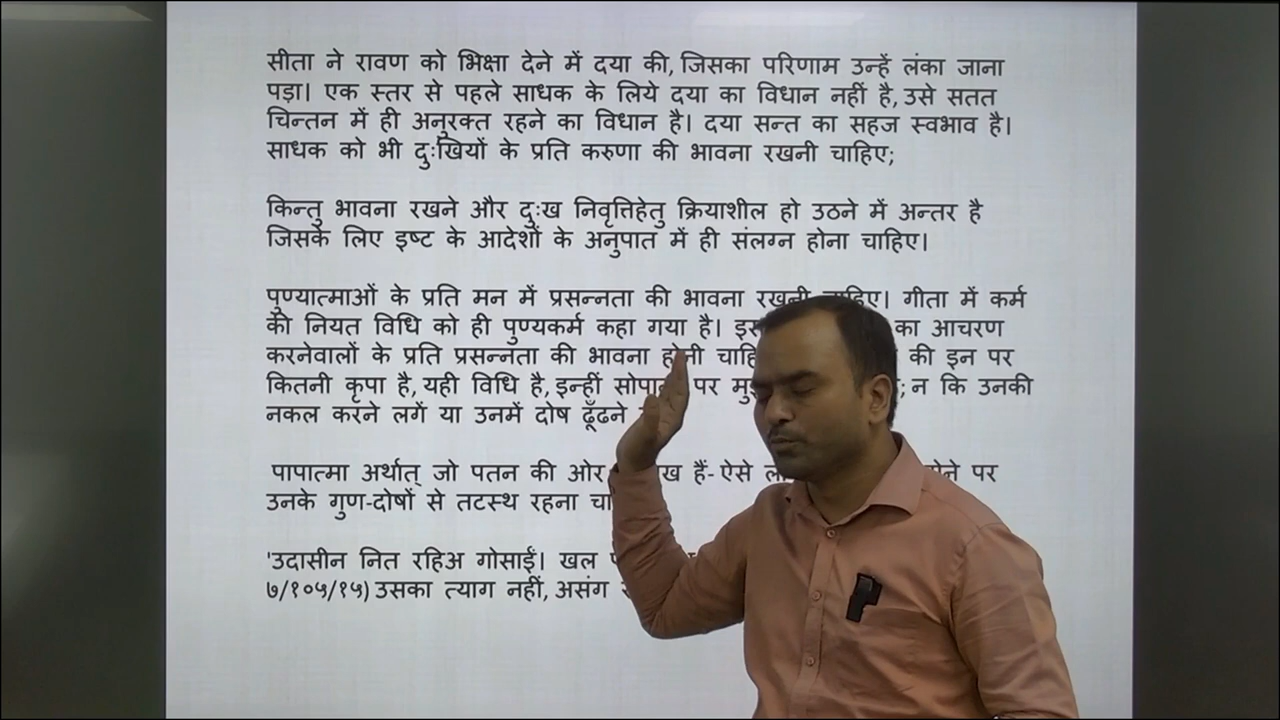 सीता ने रावण को भिक्षा देने में दया की, जिसका परिणाम उन्हें लंका जाना
पड़ा। एक स्तर से पहले साधक के लिये दया का विधान नहीं है, उसे सतत
चिन्तन में ही अनुरक्त रहने का विधान है। दया सन्त का सहज स्वभाव है।
साधक को भी दुःखियों के प्रति करुणा की भावना रखनी चाहिए;
किन्तु भावना रखने और दुःख निवृत्तिहेतु क्रियाशील हो उठने में अन्तर है
जिसके लिए इष्ट के आदेशों के अनुपात में ही संलग्न होना चाहिए।
पुण्यात्माओं के प्रति मन में प्रसन्नता की भावना रखनी चाहिए। गीता में कर्म
की नियत विधि को ही पुण्यकर्म कहा गया है। का आचरण
करनेवालों के प्रति प्रसन्नता की भावना होनी की इन पर
कितनी कृपा है, यही विधि है, इन्हीं पर न कि उनकी
नकल करने लगें या उनमें दोष ढूँढने
पापात्मा अर्थात् जो पतन की ओर हैं- ऐसे पर
उनके गुण-दोषों से तटस्थ रहना
'उदासीन नित रहिअ गोसाईं। खल
७/१०५/१५) उसका त्याग नहीं, असंग